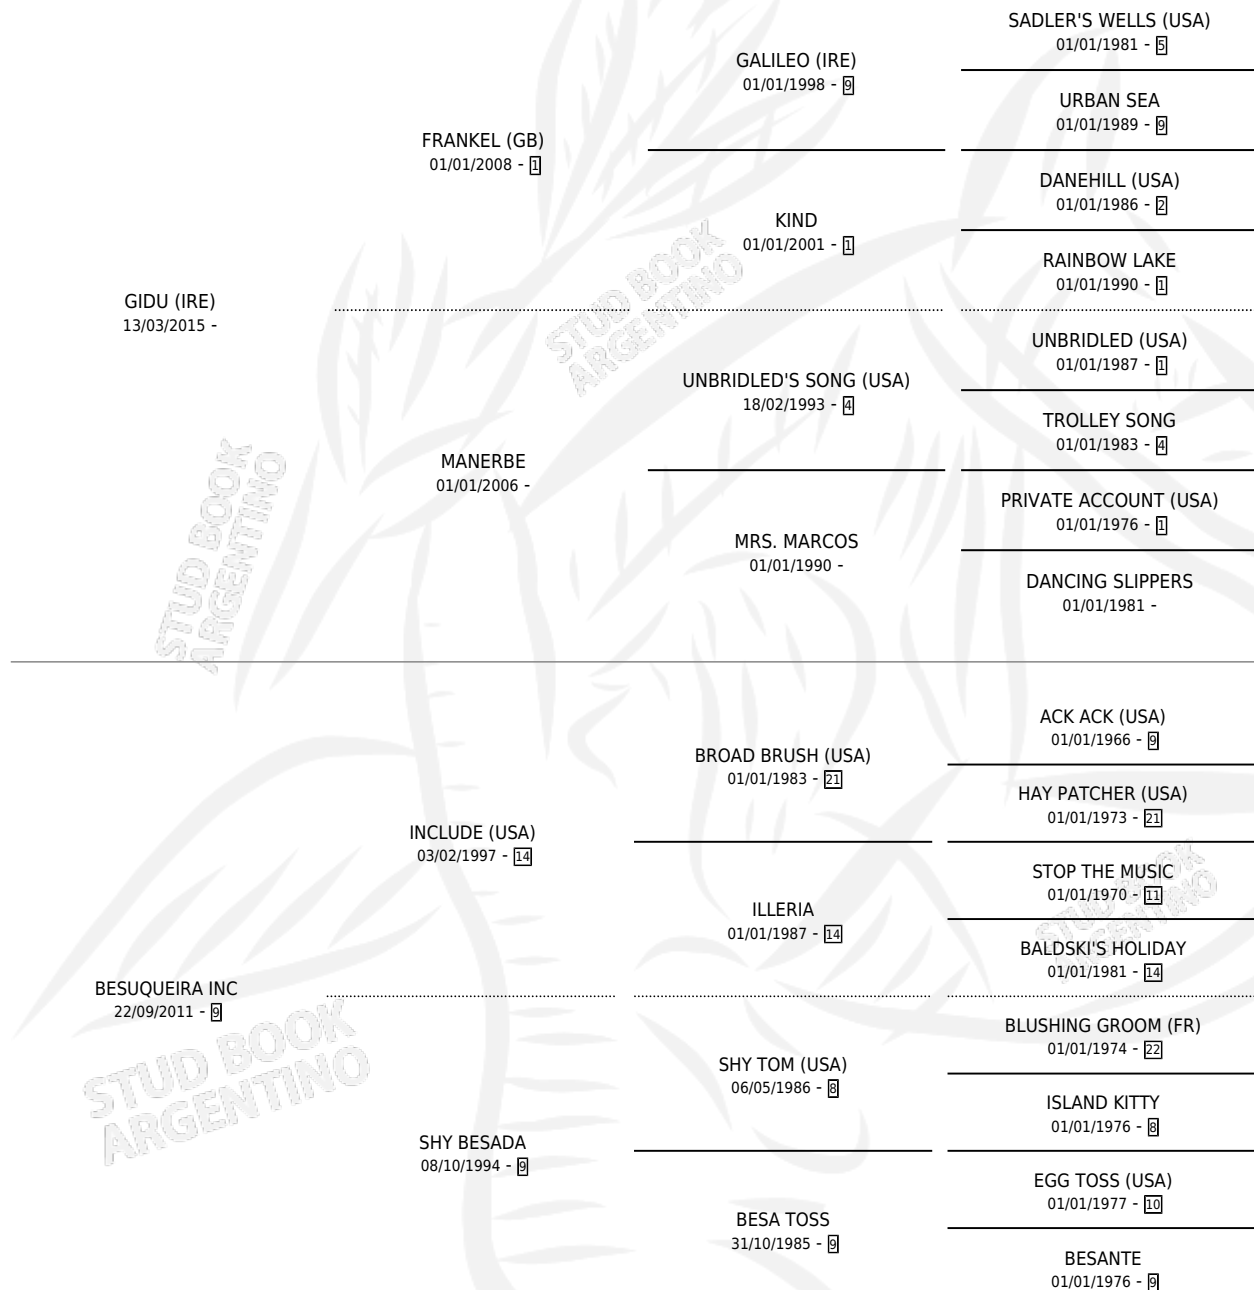 SADLER'S WELLS (USA)
01/01/1981 - 5
GALILEO (IRE)
01/01/1998 - 9
URBAN SEA
01/01/1989 - 9
FRANKEL (GB)
01/01/2008 - 1
DANEHILL (USA)
01/01/1986 - 2
KIND
01/01/2001 - 1
RAINBOW LAKE
01/01/1990 - 1
GIDU (IRE)
13/03/2015 -
STUD BOOK
ARGENTINO
UNBRIDLED (USA)
01/01/1987 - 1
UNBRIDLED'S SONG (USA)
18/02/1993 - 4
TROLLEY SONG
01/01/1983 - 4
MANERBE
01/01/2006 -
PRIVATE ACCOUNT (USA)
01/01/1976 - 1
MRS. MARCOS
01/01/1990 -
DANCING SLIPPERS
01/01/1981 -
STUD BOOK
ARGENTINO
ACK ACK (USA)
01/01/1966 - 9
BROAD BRUSH (USA)
01/01/1983 - 21
HAY PATCHER (USA)
01/01/1973 - 21
INCLUDE (USA)
03/02/1997 - 14
STOP THE MUSIC
01/01/1970 - 11
ILLERIA
01/01/1987 - 14
BALDSKI'S HOLIDAY
01/01/1981 - 14
STUD BOOK
ARGENTINO
BESUQUEIRA INC
22/09/2011 - 9
STUD BOOK
ARGENTINO
BLUSHING GROOM (FR)
01/01/1974 - 22
SHY TOM (USA)
06/05/1986 - 8
ISLAND KITTY
01/01/1976 - 8
SHY BESADA
08/10/1994 - 9
EGG TOSS (USA)
01/01/1977 - 10
BESA TOSS
31/10/1985 - 9
BESANTE
01/01/1976 - 9